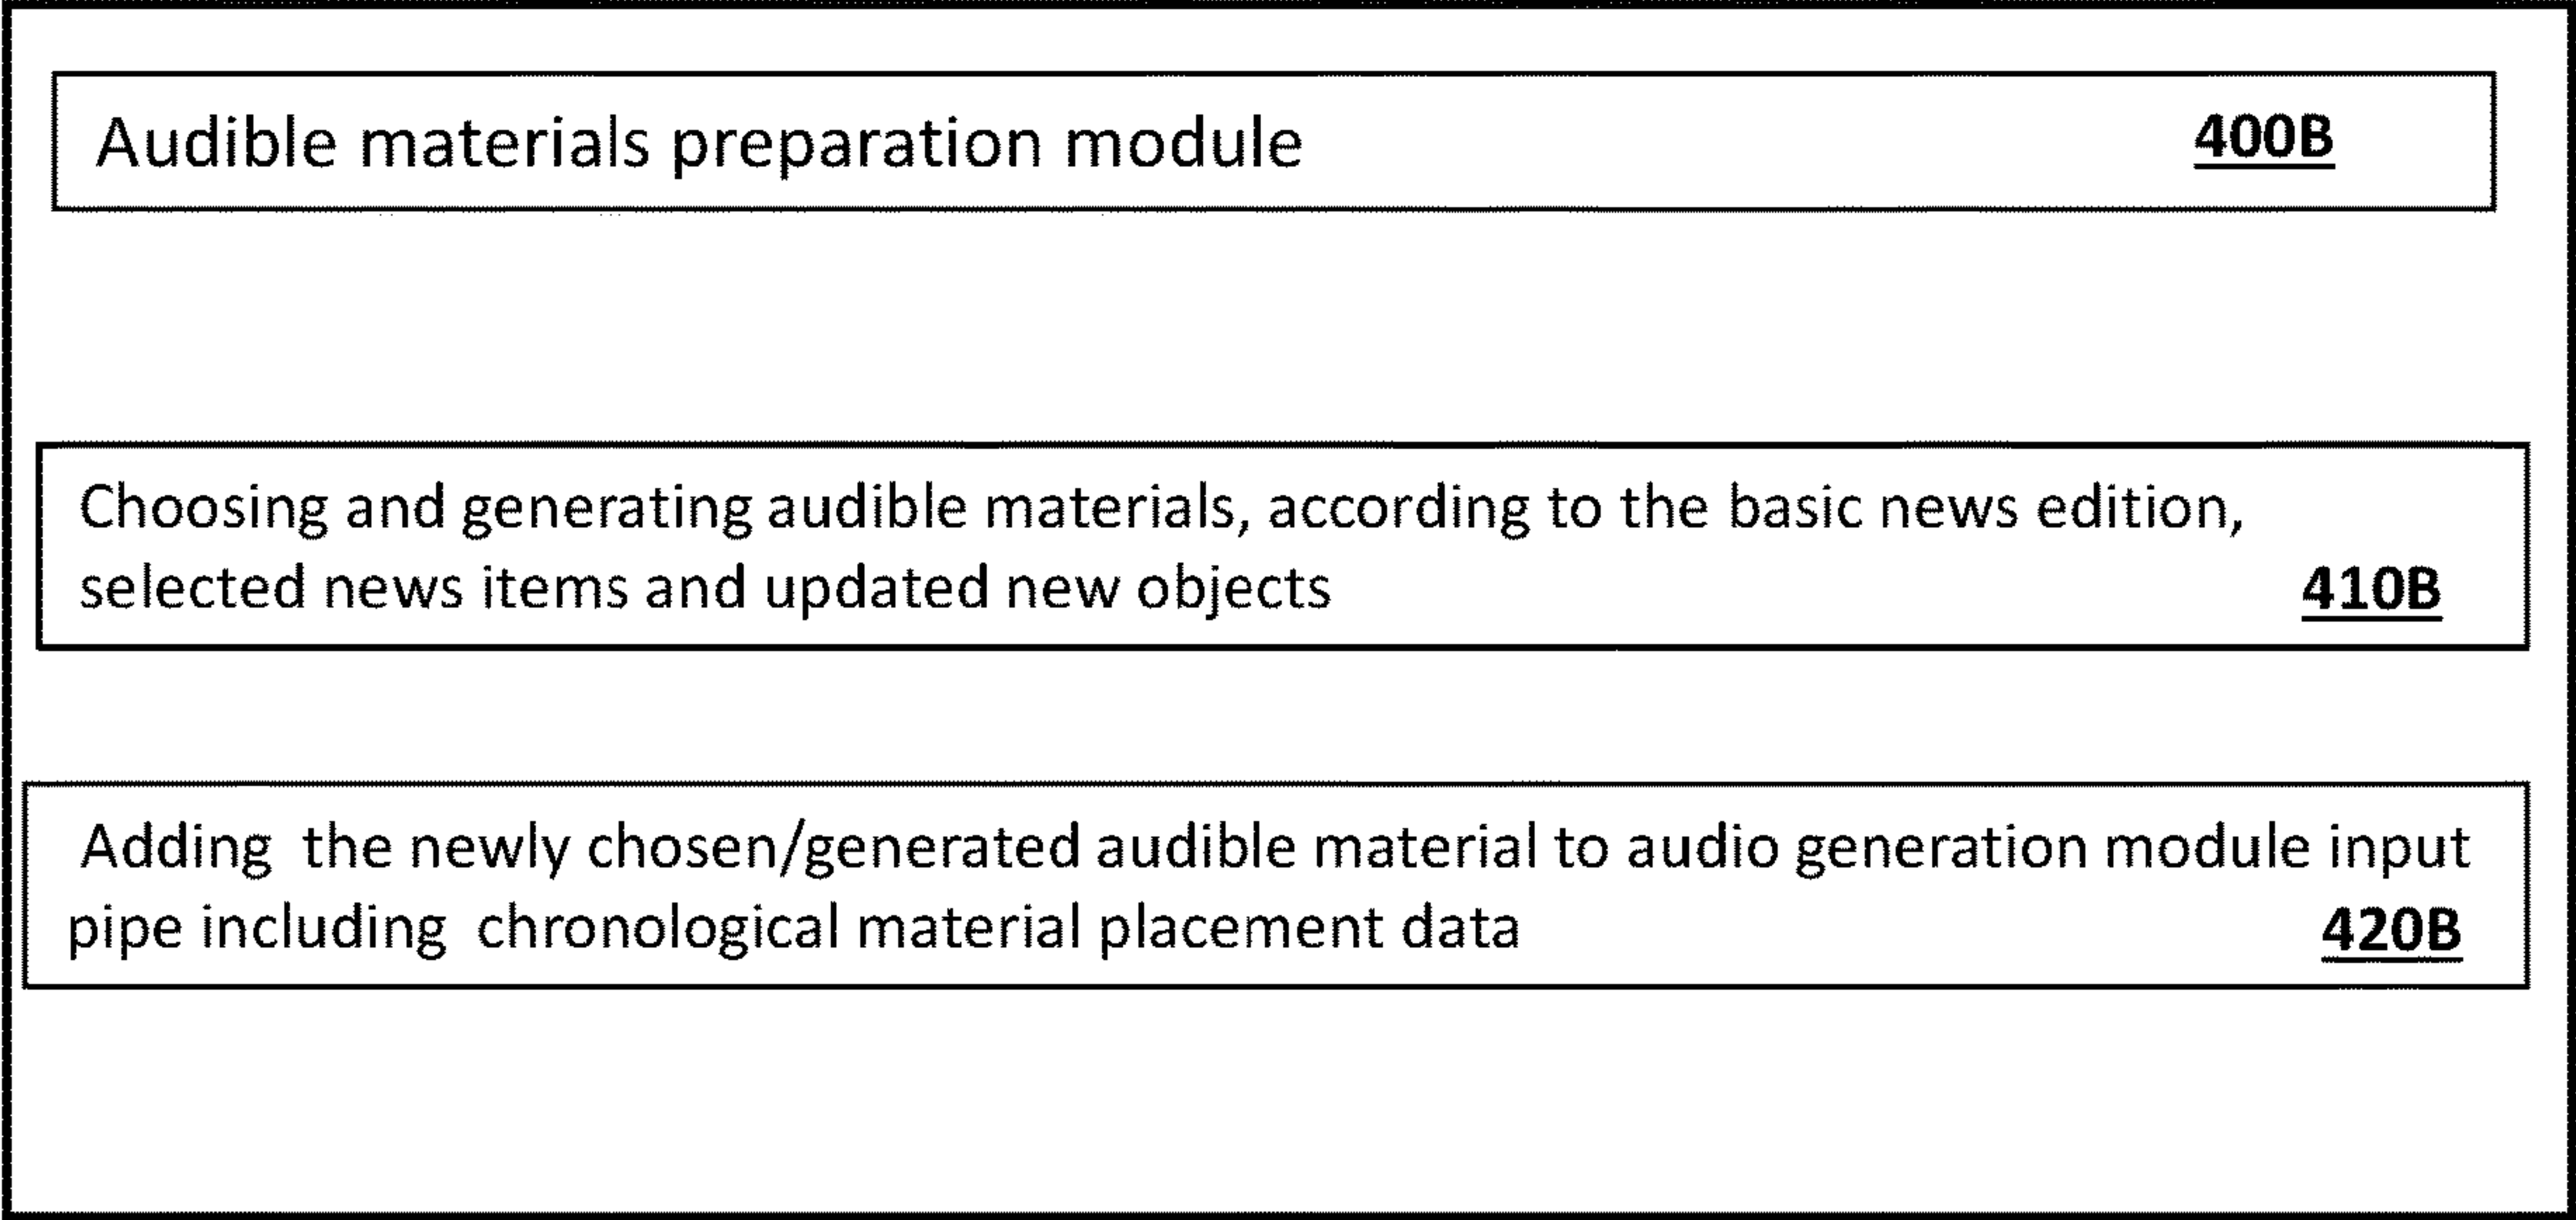 Audible materials preparation module 400B
Choosing and generating audible materials, according to the basic news edition,
selected news items and updated new objects 410B
Adding the newly chosen/generated audible material to audio generation module input
pipe including chronological material placement data 420B